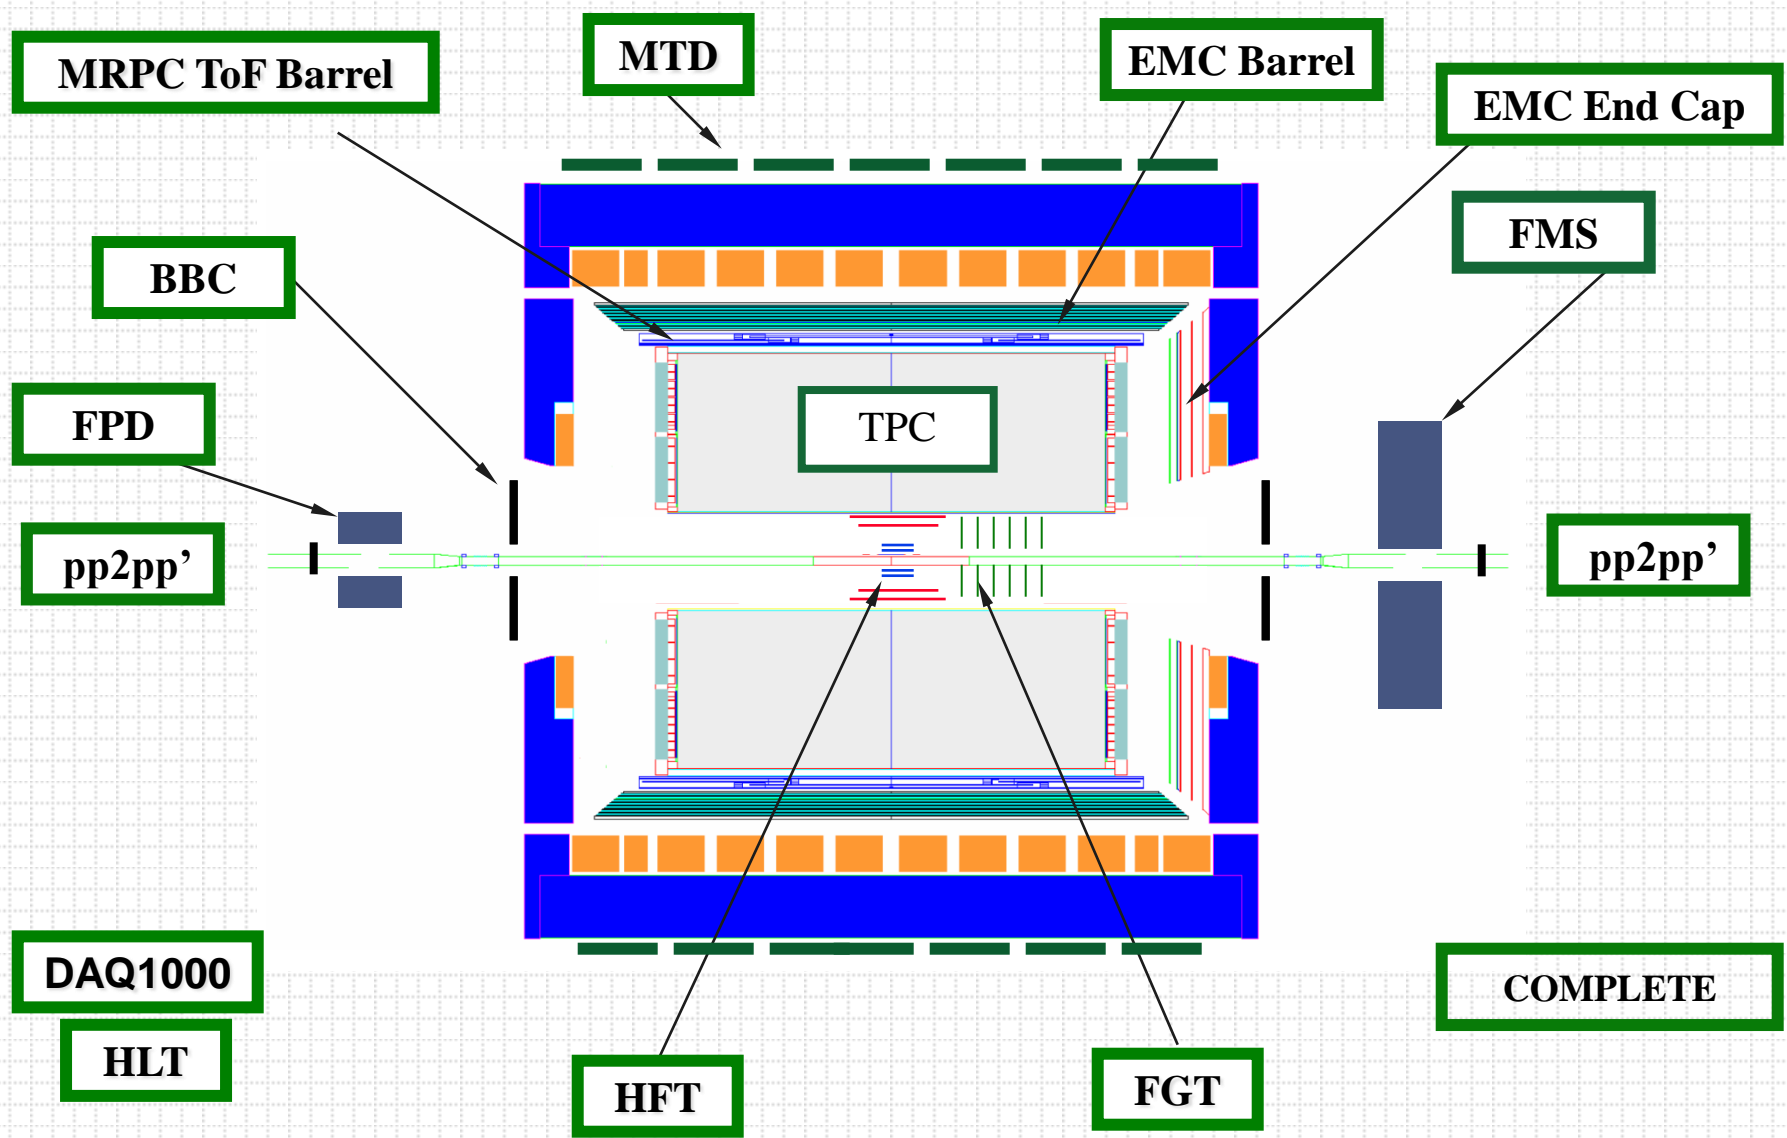 MRPC ToF Barrel
MTD
EMC Barrel
EMC End Cap
FMS
BBC
FPD
TPC
pp2pp’
pp2pp’
DAQ1000
COMPLETE
HLT
HFT
FGT